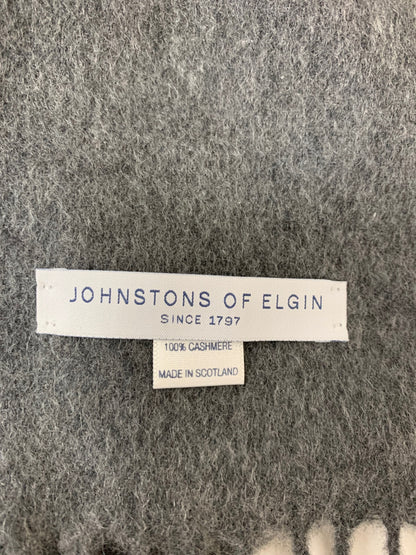 JOHNSTONS OF ELGIN
SINCE 1797
100% CASHMERE
MADE IN SCOTLAND